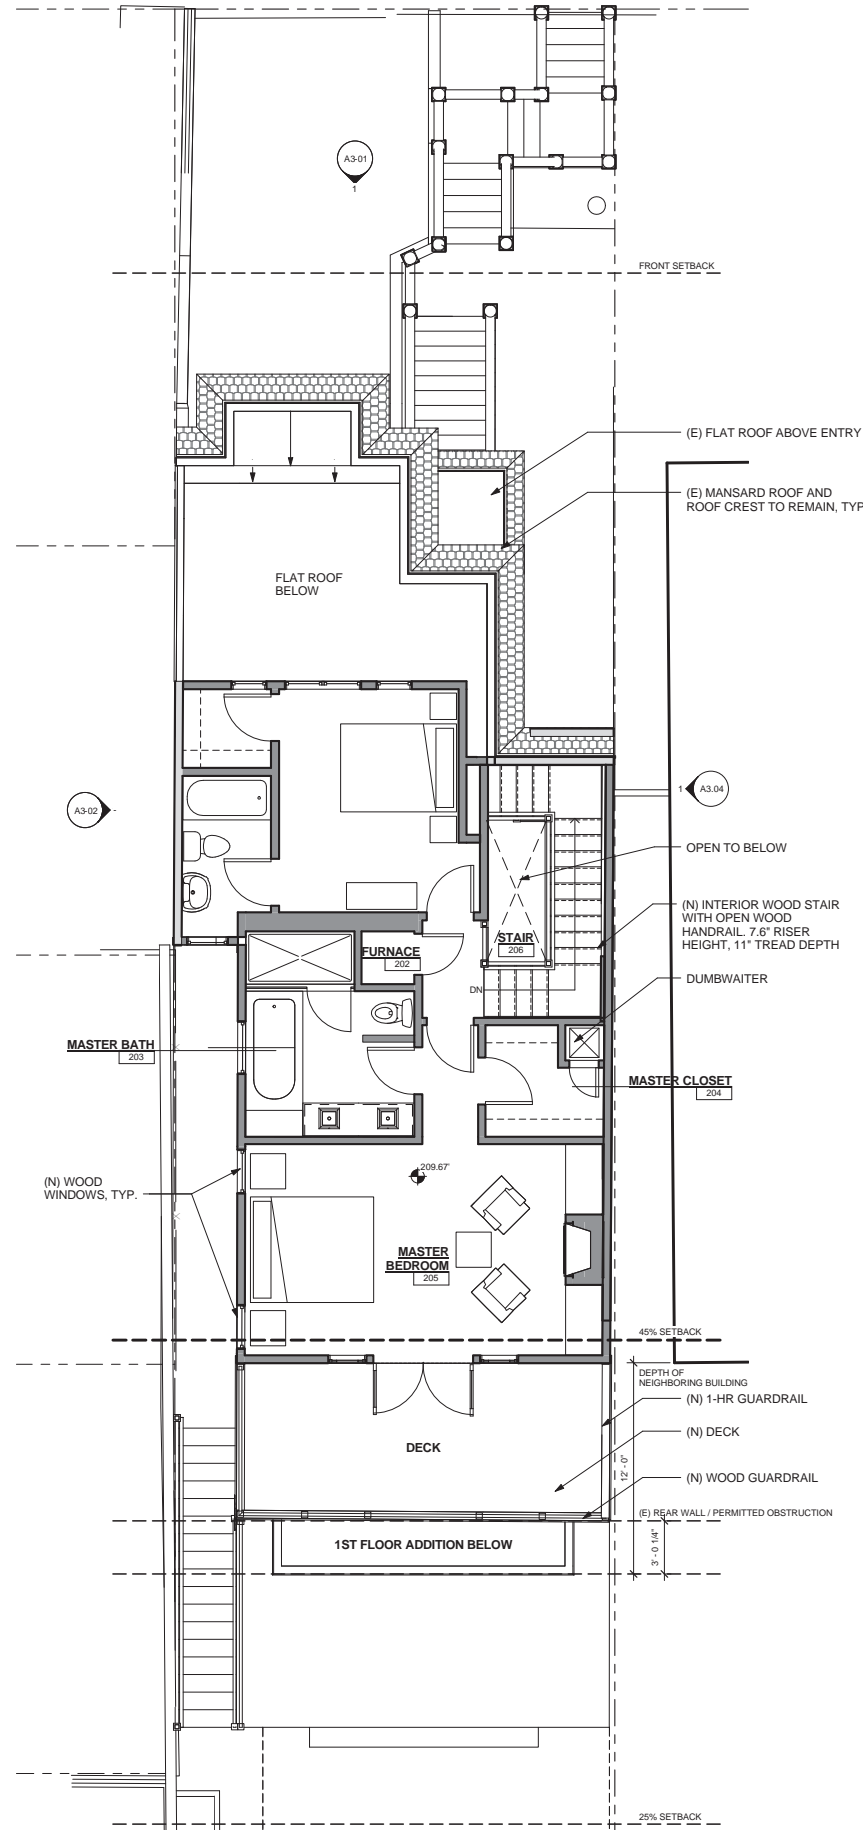 A3-01
1
FRONT SETBACK
(E) FLAT ROOF ABOVE ENTRY
(E) MANSARD ROOF AND
ROOF CREST TO REMAIN, TYP
FLAT ROOF
BELOW
A3-02
-
1
A3.04
OPEN TO BELOW
(N) INTERIOR WOOD STAIR
WITH OPEN WOOD
HANDRAIL. 7.6" RISER
HEIGHT, 11" TREAD DEPTH
STAIR
206
FURNACE
202
DN
DUMBWAITER
MASTER BATH
203
MASTER CLOSET
204
209.67'
(N) WOOD
WINDOWS, TYP.
MASTER
BEDROOM
205
45% SETBACK
DEPTH OF
NEIGHBORING BUILDING
(N) 1-HR GUARDRAIL
(N) DECK
DECK
12' - 0"
(N) WOOD GUARDRAIL
(E) REAR WALL / PERMITTED OBSTRUCTION
1ST FLOOR ADDITION BELOW
3' - 0 1/4"
25% SETBACK